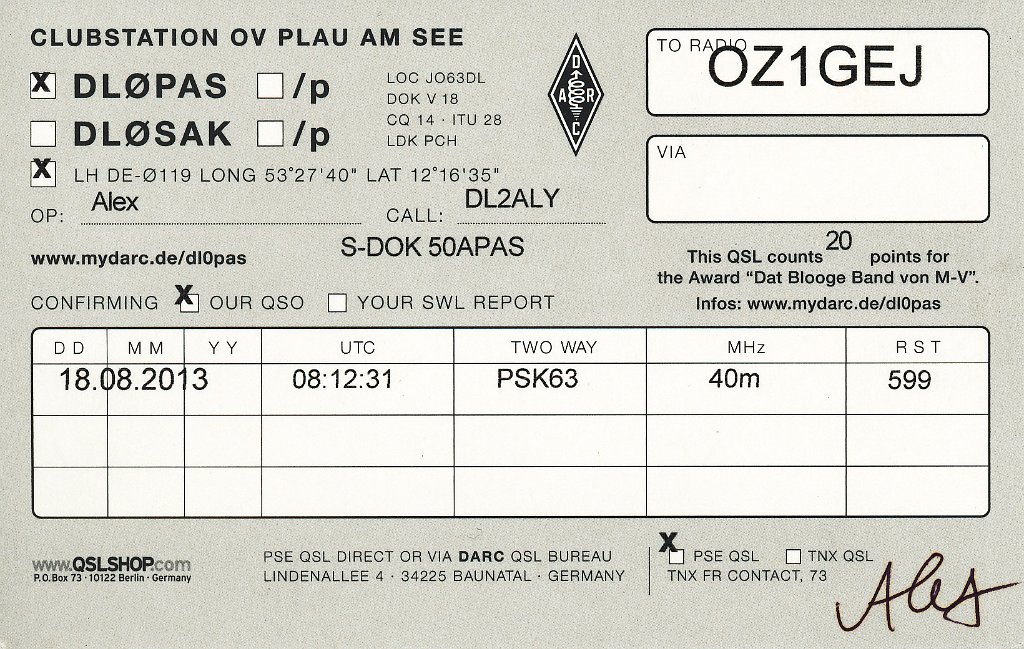 CLUBSTATION OV PLAU AM SEE
X DLØPAS /p
DLØSAK /p
LOC JO63DL
DOK V 18
CQ 14 · ITU 28
LDK PCH
D
A R
C
TO RADIO
OZ1GEJ
VIA
X LH DE-Ø119 LONG 53°27'40" LAT 12°16'35"
OP: Alex CALL: DL2ALY
www.mydarc.de/dl0pas
S-DOK 50APAS
This QSL counts 20 points for
the Award "Dat Blooge Band von M-V".
Infos: www.mydarc.de/dl0pas
CONFIRMING X OUR QSO YOUR SWL REPORT
DD MM YY UTC TWO WAY MHz RST
18.08.2013 08:12:31 PSK63 40m 599
www.QSLSHOP.com
P.O.Box 73 · 10122 Berlin · Germany
PSE QSL DIRECT OR VIA DARC QSL BUREAU
LINDENALLEE 4 · 34225 BAUNATAL · GERMANY
X PSE QSL TNX QSL
TNX FR CONTACT, 73
Alex